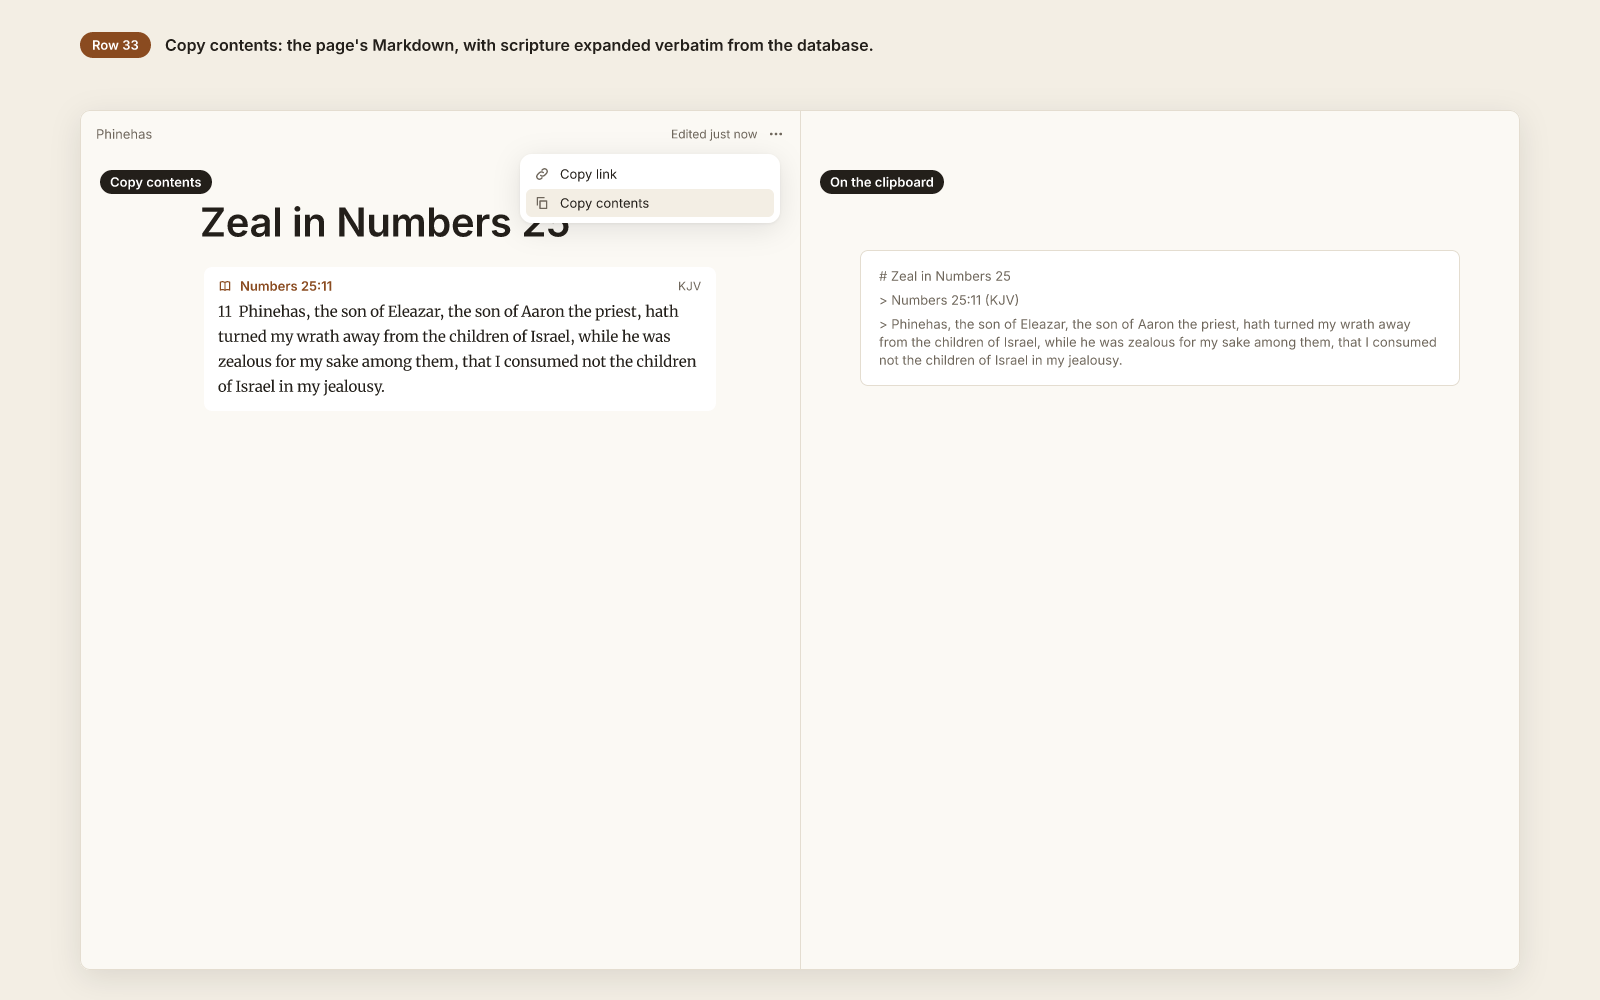 Row 33
Copy contents: the page's Markdown, with scripture expanded verbatim from the database.
Phinehas
Edited just now
Copy contents
Copy link
Copy contents
Zeal in Numbers 25
Numbers 25:11
KJV
11 Phinehas, the son of Eleazar, the son of Aaron the priest, hath
turned my wrath away from the children of Israel, while he was
zealous for my sake among them, that I consumed not the children
of Israel in my jealousy.
On the clipboard
# Zeal in Numbers 25
> Numbers 25:11 (KJV)
> Phinehas, the son of Eleazar, the son of Aaron the priest, hath turned my wrath away
from the children of Israel, while he was zealous for my sake among them, that I consumed
not the children of Israel in my jealousy.